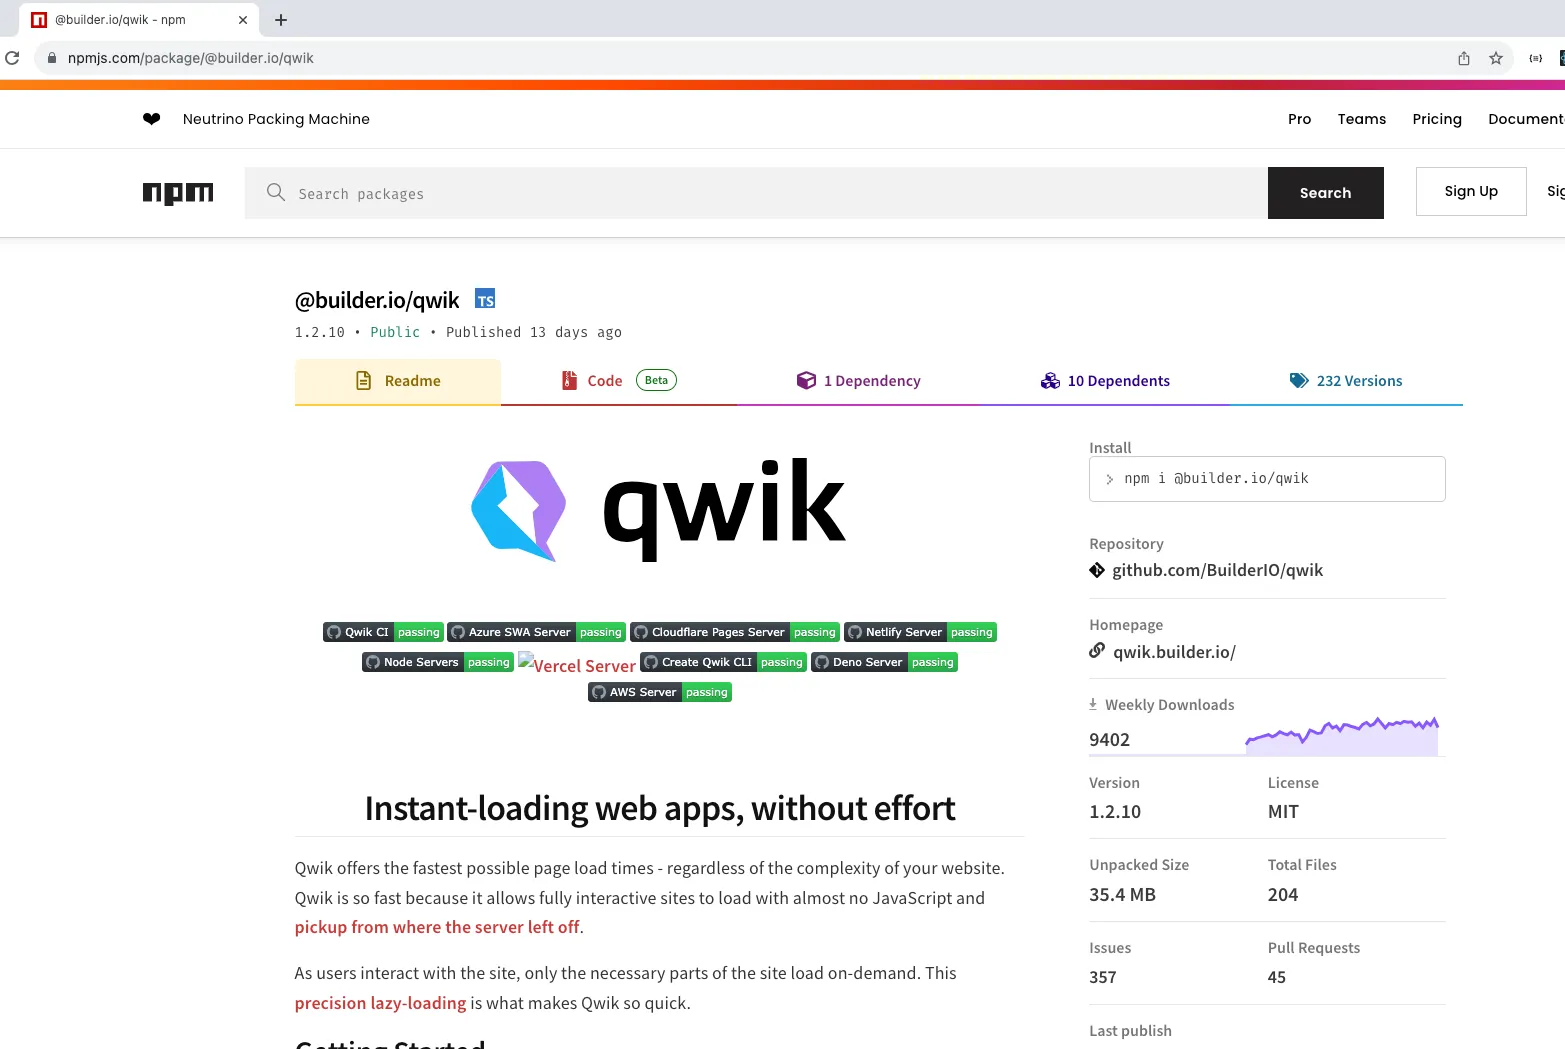 @builder.io/qwik - npm
npmjs.com/package/@builder.io/qwik
Neutrino Packing Machine
Pro Teams Pricing Document
npm Search packages Search Sign Up Sig
@builder.io/qwik TS
1.2.10 • Public • Published 13 days ago
Readme Code Beta 1 Dependency 10 Dependents 232 Versions
qwik
Qwik CI passing Azure SWA Server passing Cloudflare Pages Server passing Netlify Server passing
Node Servers passing Vercel Server Create Qwik CLI passing Deno Server passing
AWS Server passing
Instant-loading web apps, without effort
Qwik offers the fastest possible page load times - regardless of the complexity of your website.
Qwik is so fast because it allows fully interactive sites to load with almost no JavaScript and
pickup from where the server left off.
As users interact with the site, only the necessary parts of the site load on-demand. This
precision lazy-loading is what makes Qwik so quick.
Getting Started
Install
npm i @builder.io/qwik
Repository
github.com/BuilderIO/qwik
Homepage
qwik.builder.io/
Weekly Downloads
9402
Version License
1.2.10 MIT
Unpacked Size Total Files
35.4 MB 204
Issues Pull Requests
357 45
Last publish